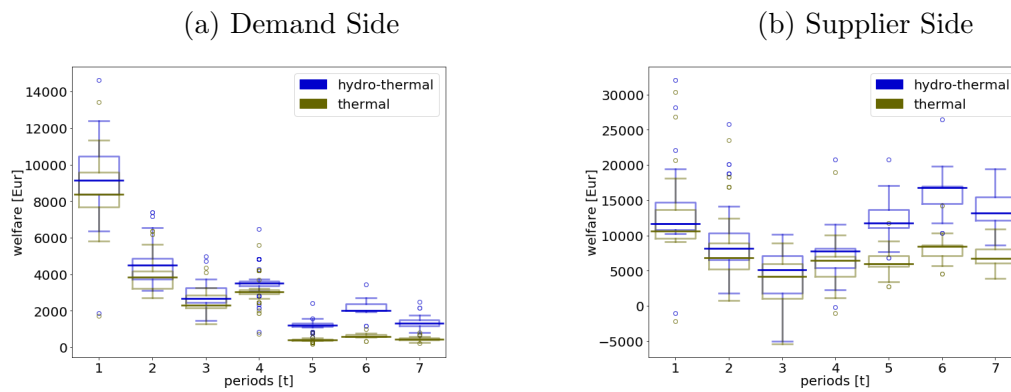 (a) Demand Side
(b) Supplier Side
14000
12000
10000
8000
6000
4000
2000
0
welfare [Eur]
hydro-thermal
thermal
1 2 3 4 5 6 7
periods [t]
30000
25000
20000
15000
10000
5000
0
−5000
welfare [Eur]
hydro-thermal
thermal
1 2 3 4 5 6 7
periods [t]